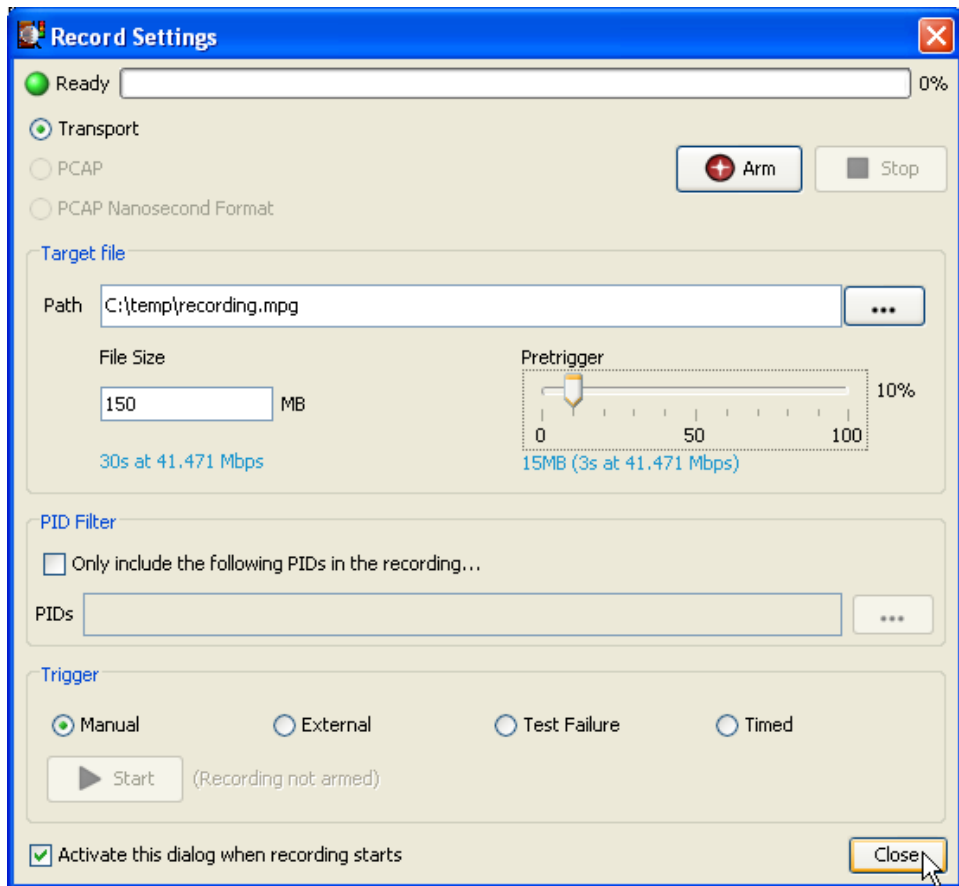 Record Settings
Ready 0%
Transport
PCAP
Arm Stop
PCAP Nanosecond Format
Target file
Path C:\temp\recording.mpg ...
File Size Pretrigger
150 MB 10%
0 50 100
30s at 41.471 Mbps 15MB (3s at 41.471 Mbps)
PID Filter
Only include the following PIDs in the recording...
PIDs ...
Trigger
Manual External Test Failure Timed
Start (Recording not armed)
Activate this dialog when recording starts Close